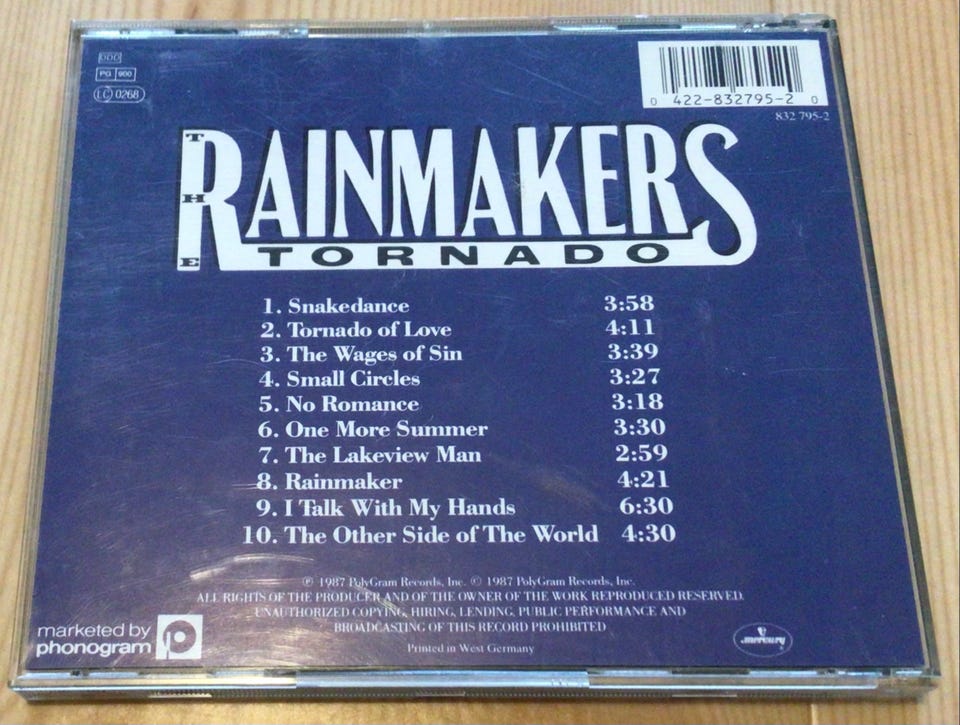 DDD
PG 900
LC 0268
0 422-832795-2 0
832 795-2
THE
RAINMAKERS
TORNADO
1. Snakedance 3:58
2. Tornado of Love 4:11
3. The Wages of Sin 3:39
4. Small Circles 3:27
5. No Romance 3:18
6. One More Summer 3:30
7. The Lakeview Man 2:59
8. Rainmaker 4:21
9. I Talk With My Hands 6:30
10. The Other Side of The World 4:30
℗ 1987 PolyGram Records, Inc. © 1987 PolyGram Records, Inc.
ALL RIGHTS OF THE PRODUCER AND OF THE OWNER OF THE WORK REPRODUCED RESERVED.
UNAUTHORIZED COPYING, HIRING, LENDING, PUBLIC PERFORMANCE AND
BROADCASTING OF THIS RECORD PROHIBITED
Printed in West Germany
marketed by
phonogram
mercury